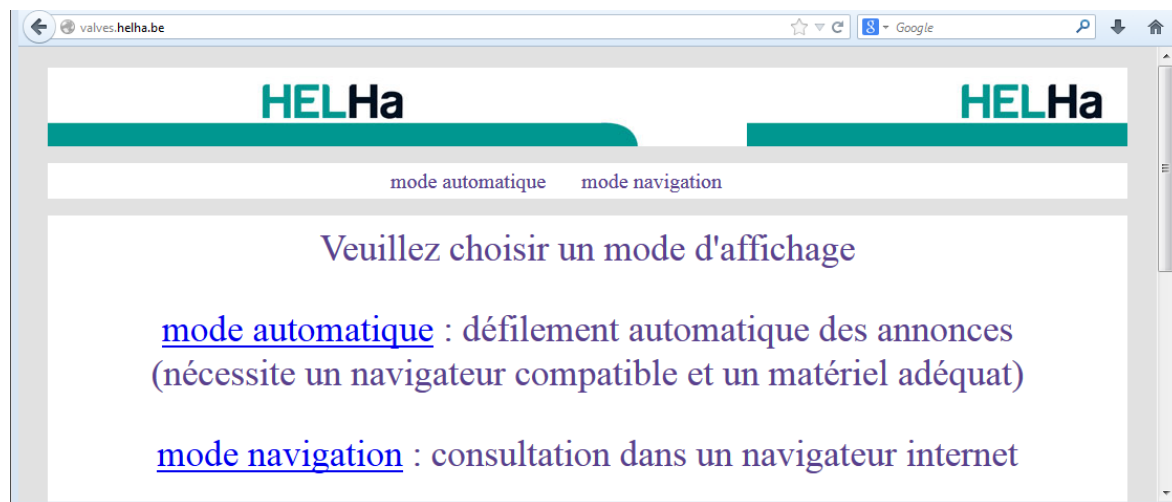 valves.helha.be
Google
HELHa HELHa
mode automatique mode navigation
Veuillez choisir un mode d'affichage
mode automatique : défilement automatique des annonces
(nécessite un navigateur compatible et un matériel adéquat)
mode navigation : consultation dans un navigateur internet